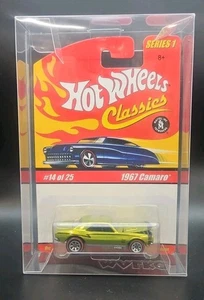 SERIES 1
8+
Hot Wheels
Classics
#14 of 25
1967 Camaro